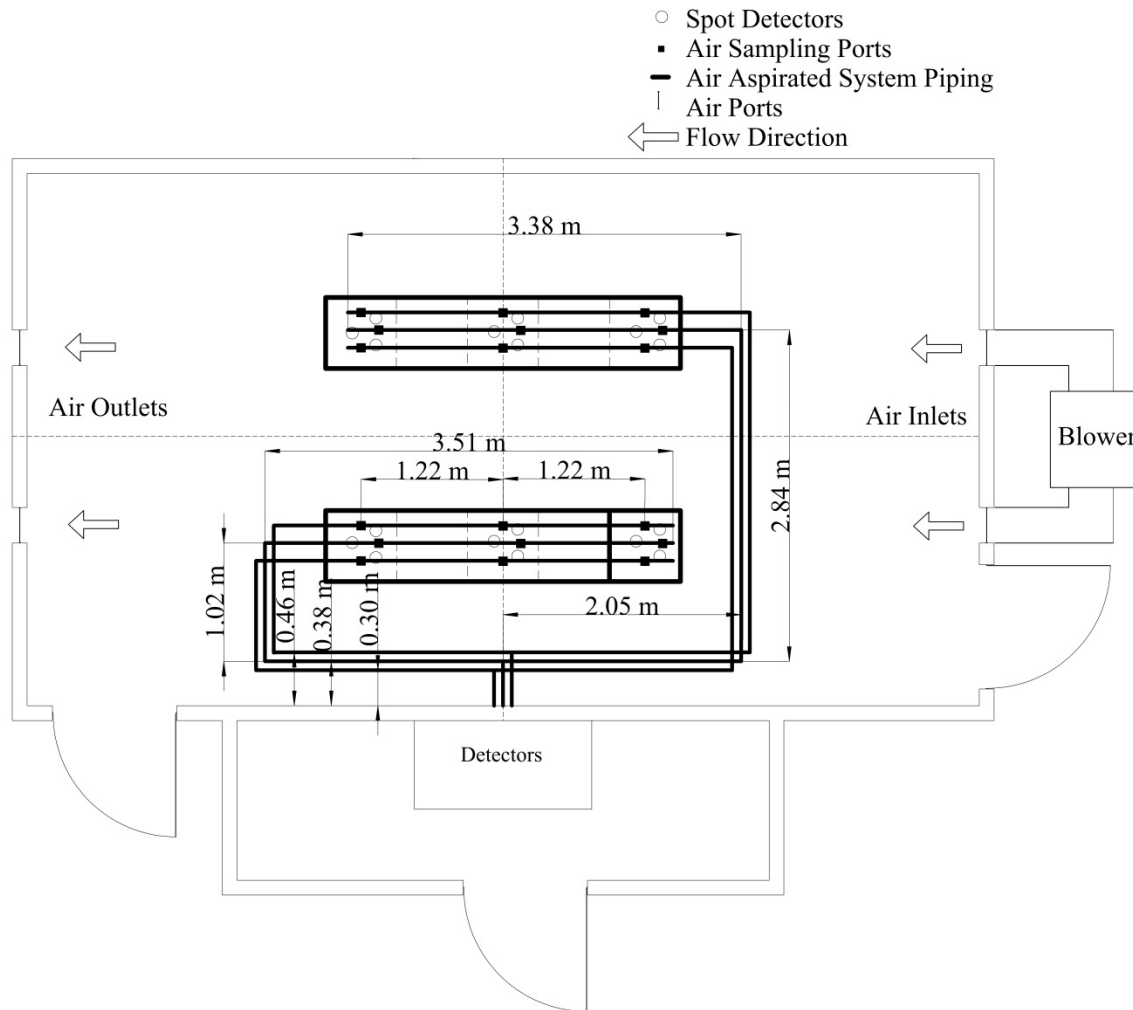 Spot Detectors
Air Sampling Ports
Air Aspirated System Piping
Air Ports
Flow Direction
3.38 m
Air Outlets
Air Inlets
Blower
3.51 m
1.22 m
1.22 m
2.84 m
1.02 m
0.46 m
0.38 m
0.30 m
2.05 m
Detectors